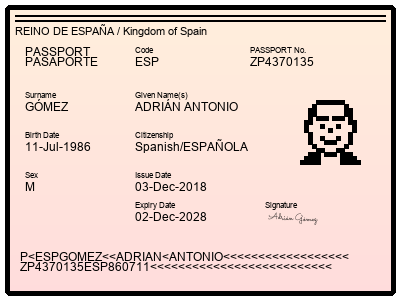 REINO DE ESPAÑA / Kingdom of Spain
PASSPORT Code PASSPORT No.
PASAPORTE ESP ZP4370135
Surname Given Name(s)
GÓMEZ ADRIÁN ANTONIO
Birth Date Citizenship
11-Jul-1986 Spanish/ESPAÑOLA
Sex Issue Date
M 03-Dec-2018
Expiry Date Signature
02-Dec-2028 Adrián Gómez
P<ESPGOMEZ<<ADRIAN<ANTONIO<<<<<<<<<<<<<<<<<<
ZP4370135ESP860711<<<<<<<<<<<<<<<<<<<<<<<<<<